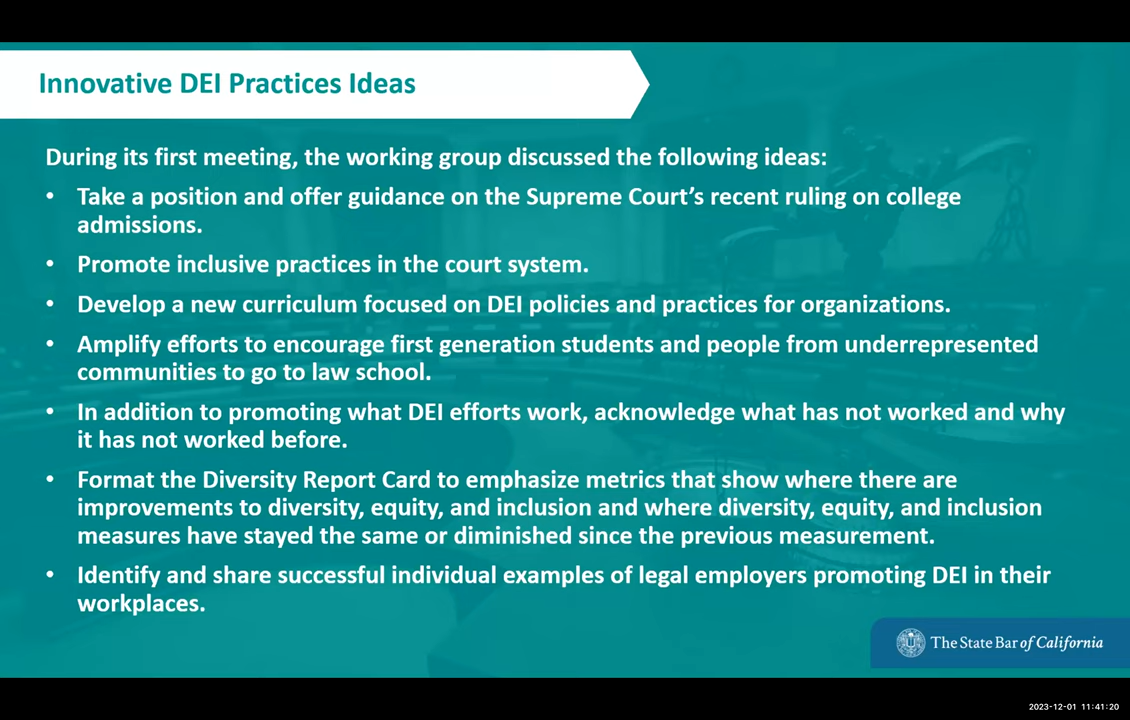 Innovative DEI Practices Ideas
During its first meeting, the working group discussed the following ideas:
• Take a position and offer guidance on the Supreme Court’s recent ruling on college
admissions.
• Promote inclusive practices in the court system.
• Develop a new curriculum focused on DEI policies and practices for organizations.
• Amplify efforts to encourage first generation students and people from underrepresented
communities to go to law school.
• In addition to promoting what DEI efforts work, acknowledge what has not worked and why
it has not worked before.
• Format the Diversity Report Card to emphasize metrics that show where there are
improvements to diversity, equity, and inclusion and where diversity, equity, and inclusion
measures have stayed the same or diminished since the previous measurement.
• Identify and share successful individual examples of legal employers promoting DEI in their
workplaces.
The State Bar of California
2023-12-01 11:41:20